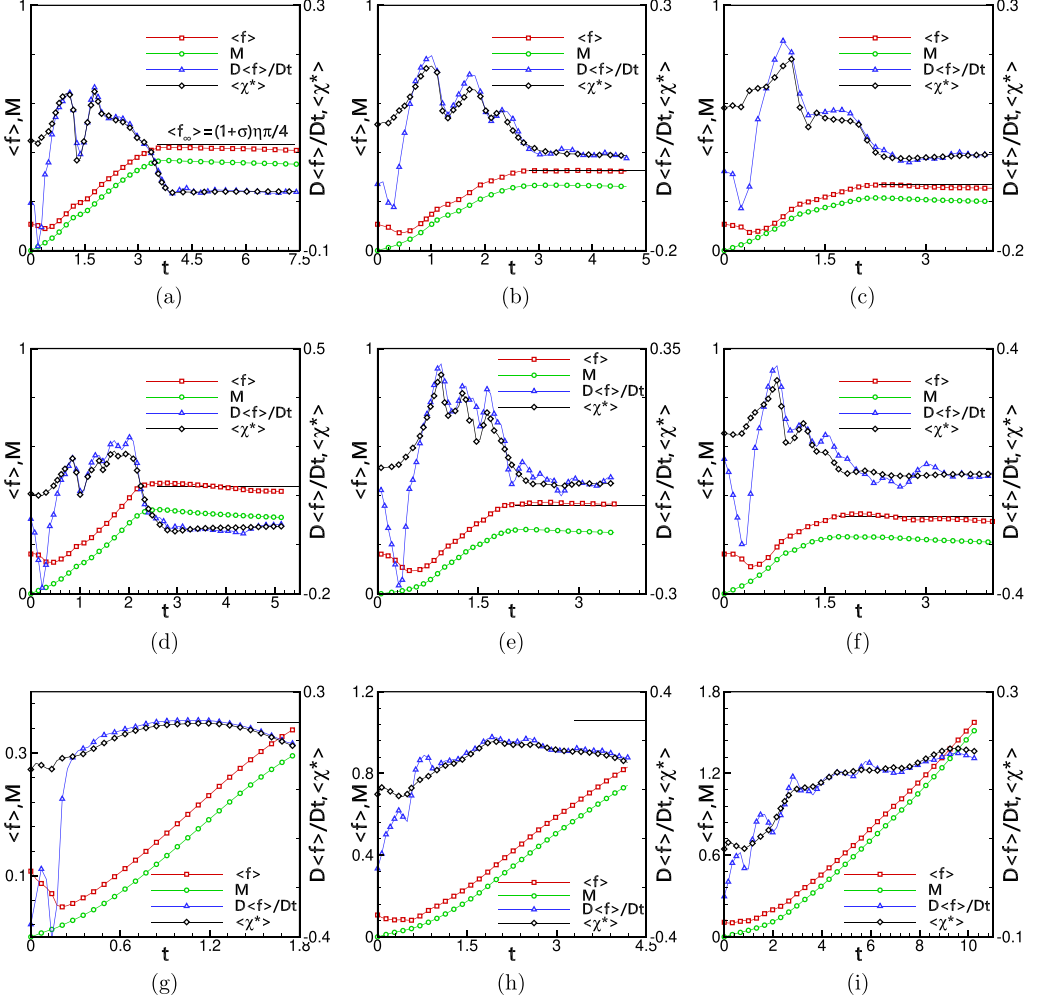 1
0.3
<f>
M
D<f>/Dt
<χ*>
<f∞>=(1+σ)ηπ/4
<f>,M
D<f>/Dt,<χ*>
0
-0.1
0 1.5 3 4.5 6 7.5
t
(a)
1
0.3
<f>
M
D<f>/Dt
<χ*>
<f>,M
D<f>/Dt,<χ*>
0
-0.2
0 1 2 3 4 5
t
(b)
1
0.3
<f>
M
D<f>/Dt
<χ*>
<f>,M
D<f>/Dt,<χ*>
0
-0.2
0 1.5 3
t
(c)
1
0.5
<f>
M
D<f>/Dt
<χ*>
<f>,M
D<f>/Dt,<χ*>
0
-0.2
0 1 2 3 4 5
t
(d)
1
0.35
<f>
M
D<f>/Dt
<χ*>
<f>,M
D<f>/Dt,<χ*>
0
-0.2
0 1.5 3
t
(e)
1
0.4
<f>
M
D<f>/Dt
<χ*>
<f>,M
D<f>/Dt,<χ*>
0
-0.4
0 1.5 3
t
(f)
0.3
0.3
0.1
<f>
M
D<f>/Dt
<χ*>
<f>,M
D<f>/Dt,<χ*>
0
-0.4
0 0.6 1.2 1.8
t
(g)
1.2
0.4
0.8
0.4
<f>
M
D<f>/Dt
<χ*>
<f>,M
D<f>/Dt,<χ*>
0
-0.4
0 1.5 3 4.5
t
(h)
1.8
0.3
1.2
0.6
<f>
M
D<f>/Dt
<χ*>
<f>,M
D<f>/Dt,<χ*>
0
-0.1
0 2 4 6 8 10
t
(i)